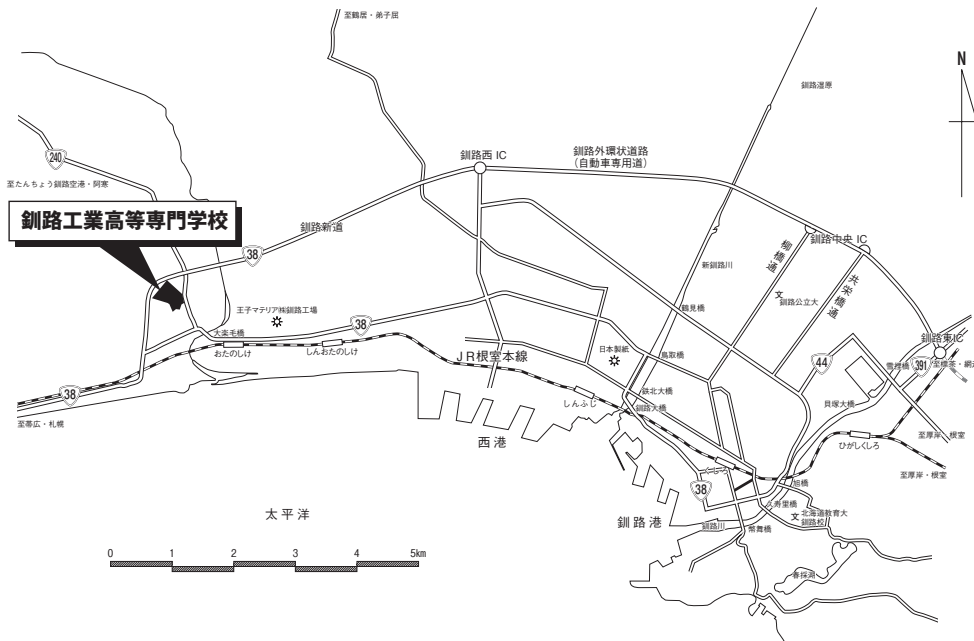 至鶴居・弟子屈
釧路湿原
N
240
釧路西 IC
釧路外環状道路
(自動車専用道)
至たんちょう釧路空港・阿寒
釧路工業高等専門学校
釧路新道
38
柳橋通
釧路中央 IC
新釧路川
共栄橋通
釧路公立大
王子マテリア㈱釧路工場
鶴見橋
大楽毛橋
38
おたのしけ
しんおたのしけ
JR根室本線
日本製紙
鳥取橋
釧路東IC
44
雪裡橋
391
至標茶・網走
38
鉄北大橋
しんふじ
釧路大橋
貝塚大橋
至帯広・札幌
西港
ひがしくしろ
至厚岸・根室
至厚岸・根室
くしろ
38
旭橋
久寿里橋
太平洋
釧路港
釧路川
幣舞橋
北海道教育大
釧路校
0
1
2
3
4
5km
春採湖